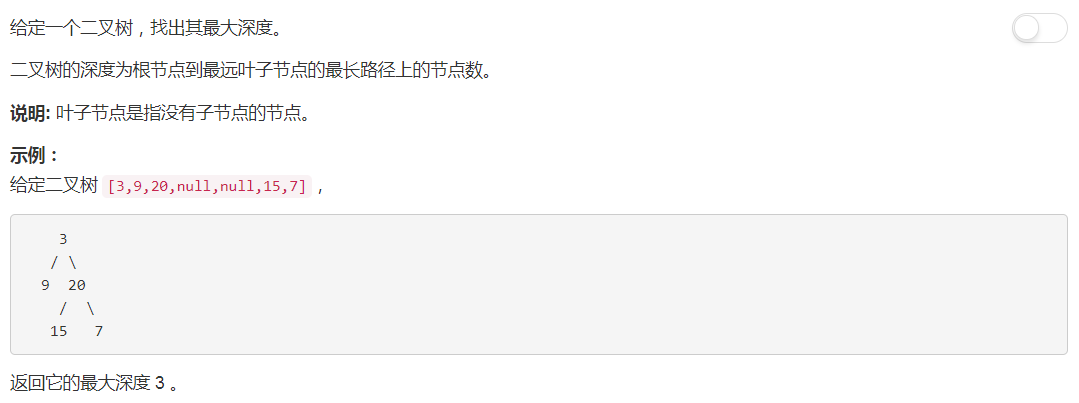 给定一个二叉树，找出其最大深度。
二叉树的深度为根节点到最远叶子节点的最长路径上的节点数。
说明: 叶子节点是指没有子节点的节点。
示例：
给定二叉树 [3,9,20,null,null,15,7]，
3
/ \
9 20
/ \
15 7
返回它的最大深度 3 。